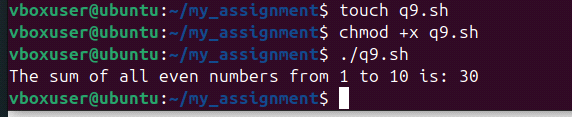 vboxuser@ubuntu:~/my_assignment$ touch q9.sh
vboxuser@ubuntu:~/my_assignment$ chmod +x q9.sh
vboxuser@ubuntu:~/my_assignment$ ./q9.sh
The sum of all even numbers from 1 to 10 is: 30
vboxuser@ubuntu:~/my_assignment$